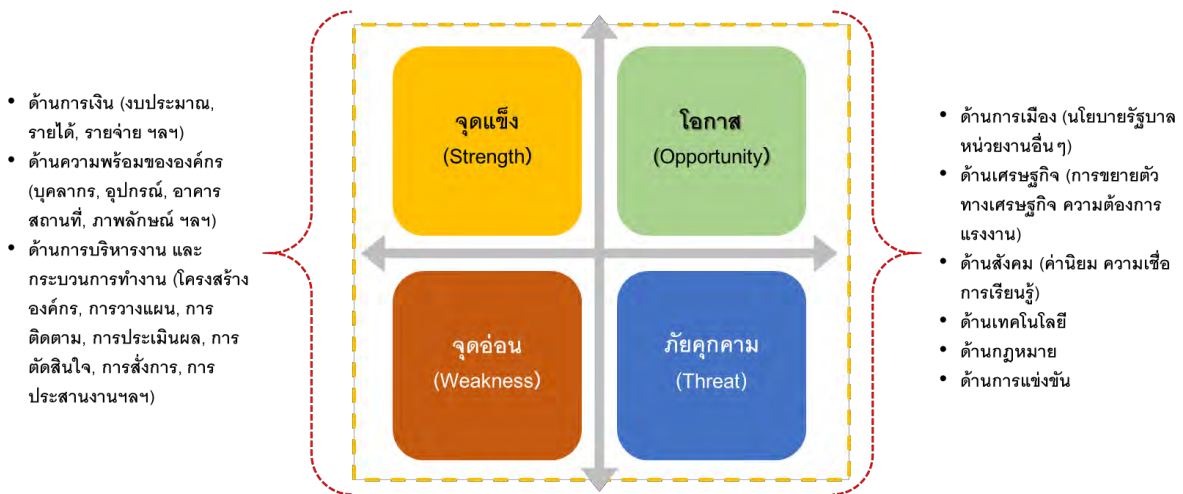 • ด้านการเงิน (งบประมาณ,
รายได้, รายจ่าย ฯลฯ)
• ด้านความพร้อมขององค์กร
(บุคลากร, อุปกรณ์, อาคาร
สถานที่, ภาพลักษณ์ ฯลฯ)
• ด้านการบริหารงาน และ
กระบวนการทำงาน (โครงสร้าง
องค์กร, การวางแผน, การ
ติดตาม, การประเมินผล, การ
ตัดสินใจ, การสั่งการ, การ
ประสานงานฯลฯ)
จุดแข็ง
(Strength)
โอกาส
(Opportunity)
จุดอ่อน
(Weakness)
ภัยคุกคาม
(Threat)
• ด้านการเมือง (นโยบายรัฐบาล
หน่วยงานอื่น ๆ)
• ด้านเศรษฐกิจ (การขยายตัว
ทางเศรษฐกิจ ความต้องการ
แรงงาน)
• ด้านสังคม (ค่านิยม ความเชื่อ
การเรียนรู้)
• ด้านเทคโนโลยี
• ด้านกฎหมาย
• ด้านการแข่งขัน